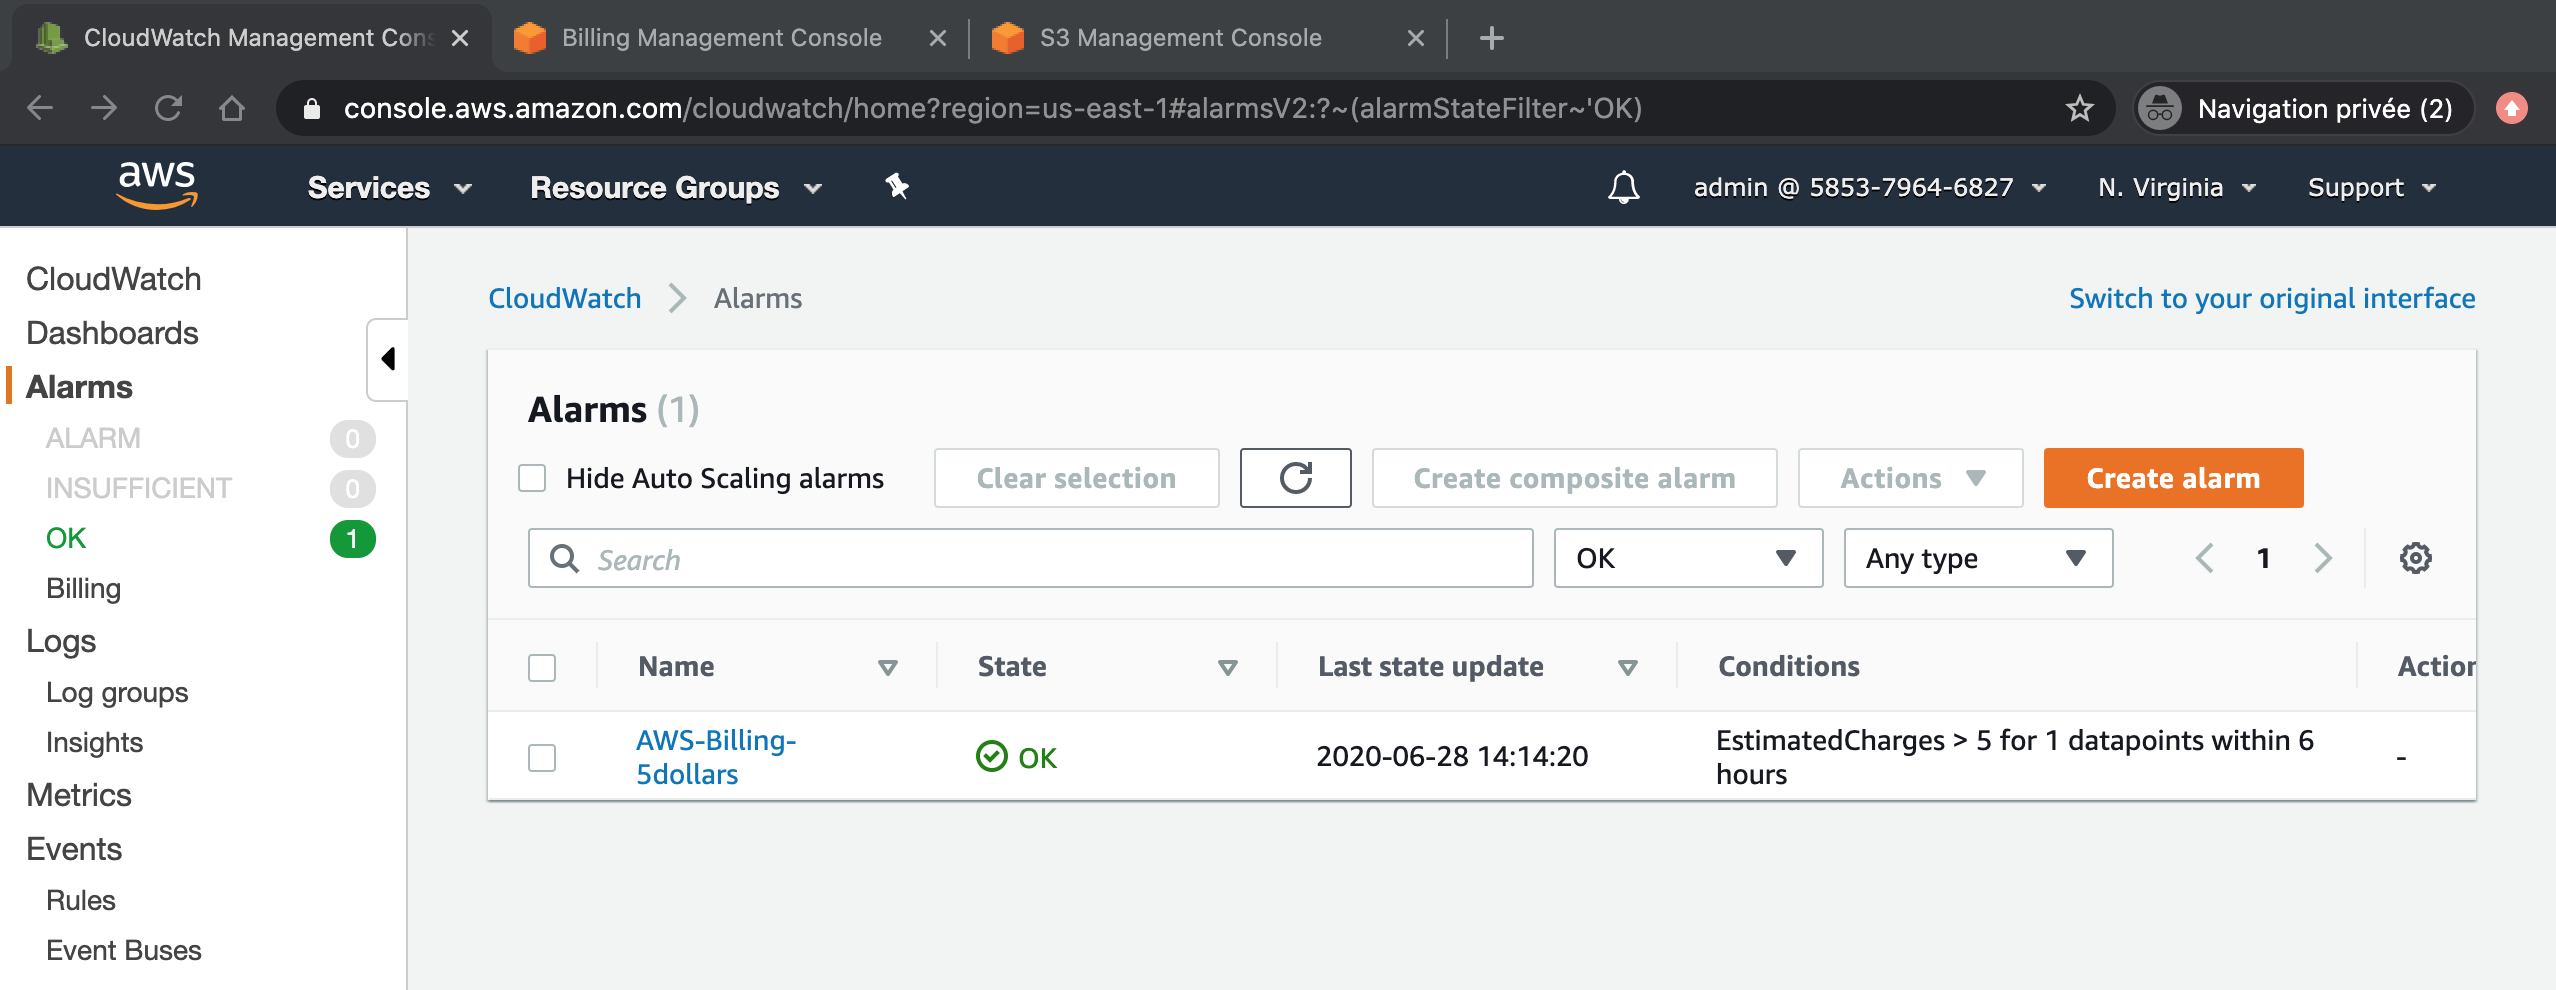 CloudWatch Management Cons
Billing Management Console
S3 Management Console
console.aws.amazon.com/cloudwatch/home?region=us-east-1#alarmsV2:?~(alarmStateFilter~'OK)
Navigation privée (2)
aws
Services
Resource Groups
admin @ 5853-7964-6827
N. Virginia
Support
CloudWatch
Dashboards
Alarms
ALARM 0
INSUFFICIENT 0
OK 1
Billing
Logs
Log groups
Insights
Metrics
Events
Rules
Event Buses
CloudWatch
Alarms
Switch to your original interface
Alarms (1)
Hide Auto Scaling alarms
Clear selection
Create composite alarm
Actions
Create alarm
Search
OK
Any type
1
Name
State
Last state update
Conditions
Action
AWS-Billing-
5dollars
OK
2020-06-28 14:14:20
EstimatedCharges > 5 for 1 datapoints within 6
hours
-